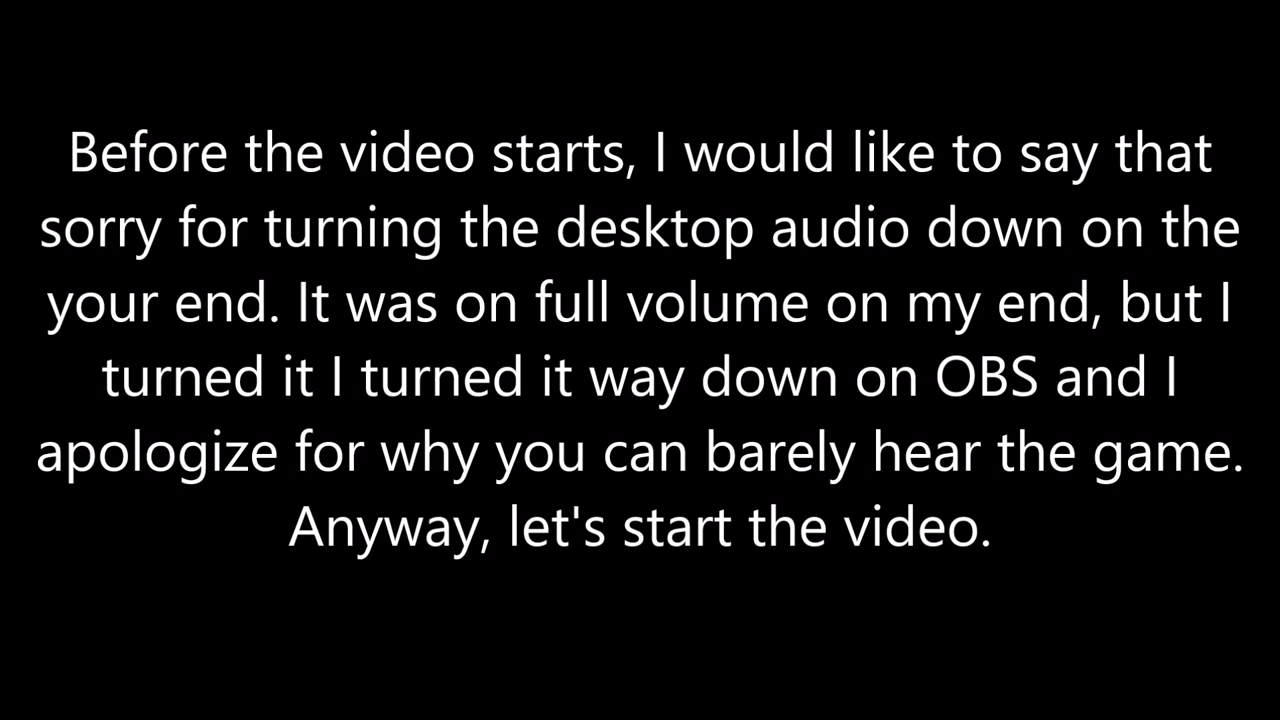 Before the video starts, I would like to say that
sorry for turning the desktop audio down on the
your end. It was on full volume on my end, but I
turned it I turned it way down on OBS and I
apologize for why you can barely hear the game.
Anyway, let's start the video.